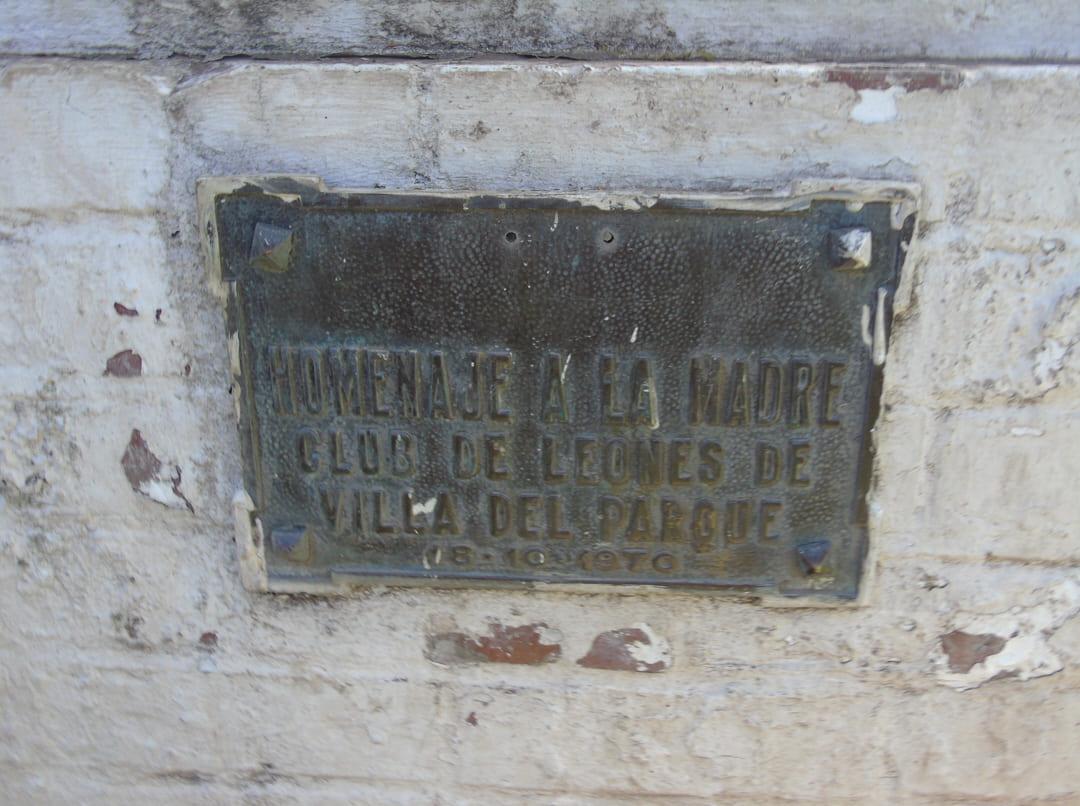 HOMENAJE A LA MADRE
CLUB DE LEONES DE
VILLA DEL PARQUE
18-10-1970